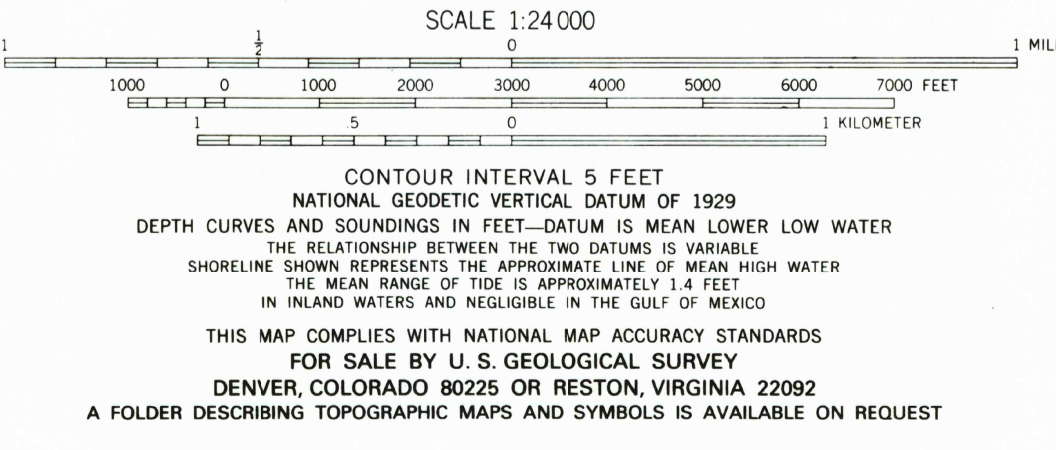 SCALE 1:24 000
1 ½ 0 1 MIL
1000 0 1000 2000 3000 4000 5000 6000 7000 FEET
1 .5 0 1 KILOMETER
CONTOUR INTERVAL 5 FEET
NATIONAL GEODETIC VERTICAL DATUM OF 1929
DEPTH CURVES AND SOUNDINGS IN FEET—DATUM IS MEAN LOWER LOW WATER
THE RELATIONSHIP BETWEEN THE TWO DATUMS IS VARIABLE
SHORELINE SHOWN REPRESENTS THE APPROXIMATE LINE OF MEAN HIGH WATER
THE MEAN RANGE OF TIDE IS APPROXIMATELY 1.4 FEET
IN INLAND WATERS AND NEGLIGIBLE IN THE GULF OF MEXICO
THIS MAP COMPLIES WITH NATIONAL MAP ACCURACY STANDARDS
FOR SALE BY U. S. GEOLOGICAL SURVEY
DENVER, COLORADO 80225 OR RESTON, VIRGINIA 22092
A FOLDER DESCRIBING TOPOGRAPHIC MAPS AND SYMBOLS IS AVAILABLE ON REQUEST